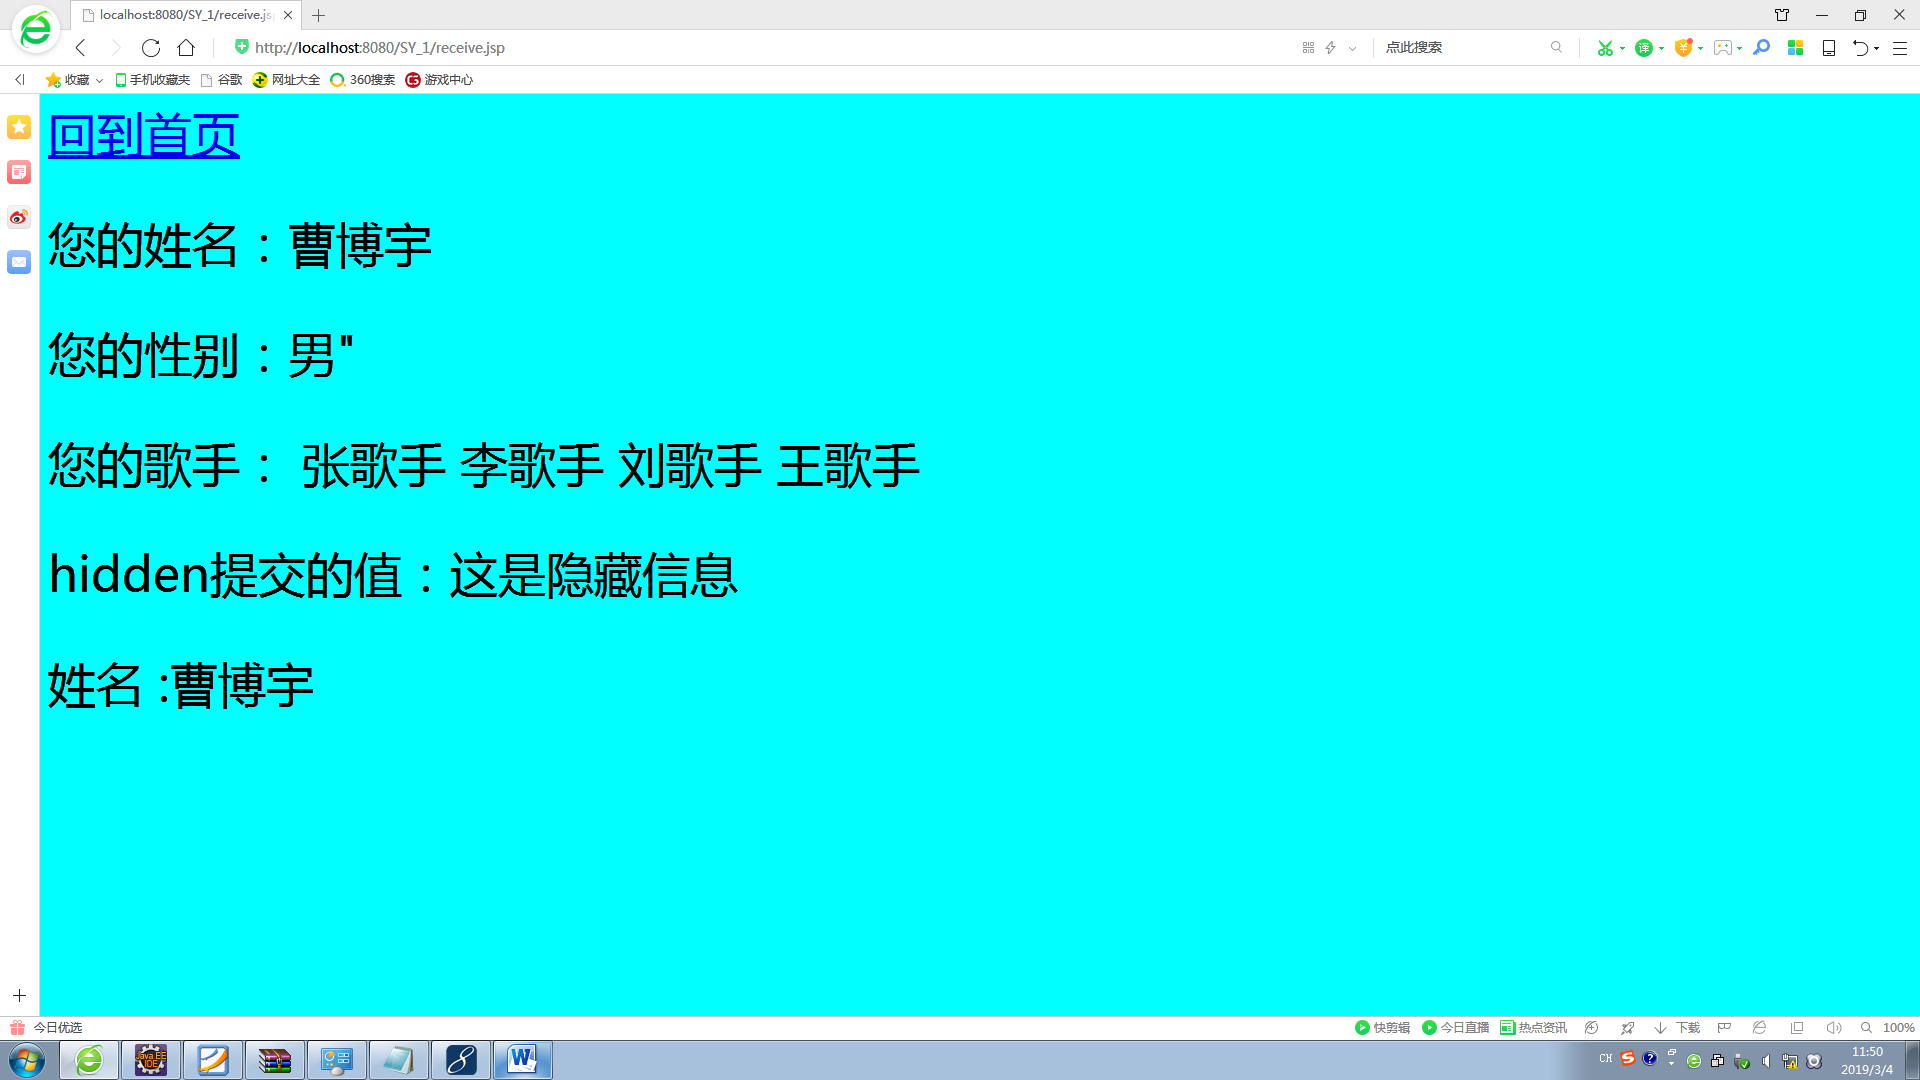 localhost:8080/SY_1/receive.js
http://localhost:8080/SY_1/receive.jsp
点此搜索
译
收藏 手机收藏夹 谷歌 网址大全 360搜索 游戏中心
回到首页
您的姓名：曹博宇
您的性别：男"
您的歌手： 张歌手 李歌手 刘歌手 王歌手
hidden提交的值：这是隐藏信息
姓名 :曹博宇
今日优选
快剪辑 今日直播 热点资讯 下载 100%
Java EE
IDE
CH
11:50
2019/3/4